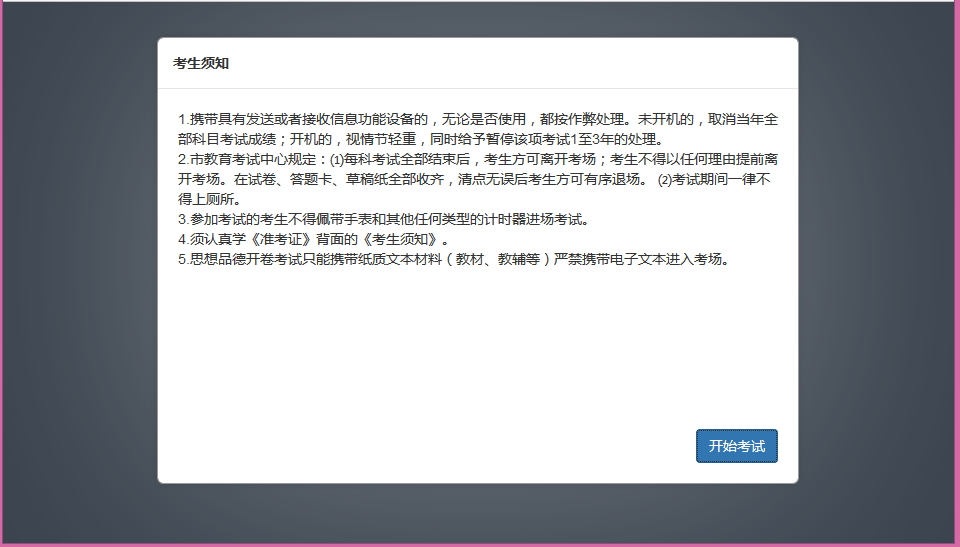 考生须知
1.携带具有发送或者接收信息功能设备的，无论是否使用，都按作弊处理。未开机的，取消当年全
部科目考试成绩；开机的，视情节轻重，同时给予暂停该项考试1至3年的处理。
2.市教育考试中心规定：⑴每科考试全部结束后，考生方可离开考场；考生不得以任何理由提前离
开考场。在试卷、答题卡、草稿纸全部收齐，清点无误后考生方可有序退场。 ⑵考试期间一律不
得上厕所。
3.参加考试的考生不得佩带手表和其他任何类型的计时器进场考试。
4.须认真学《准考证》背面的《考生须知》。
5.思想品德开卷考试只能携带纸质文本材料（教材、教辅等）严禁携带电子文本进入考场。
开始考试